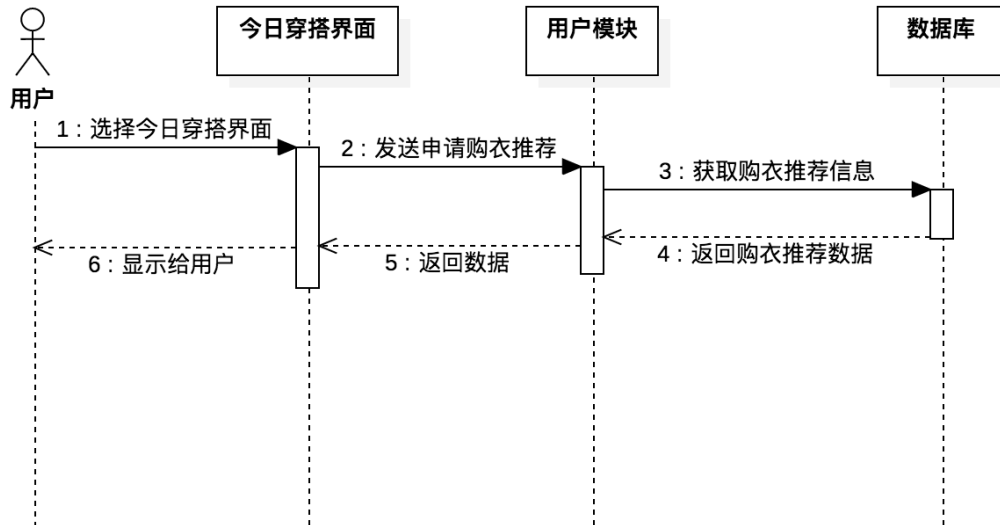 今日穿搭界面
用户模块
数据库
用户
1 : 选择今日穿搭界面
2 : 发送申请购衣推荐
3 : 获取购衣推荐信息
4 : 返回购衣推荐数据
5 : 返回数据
6 : 显示给用户